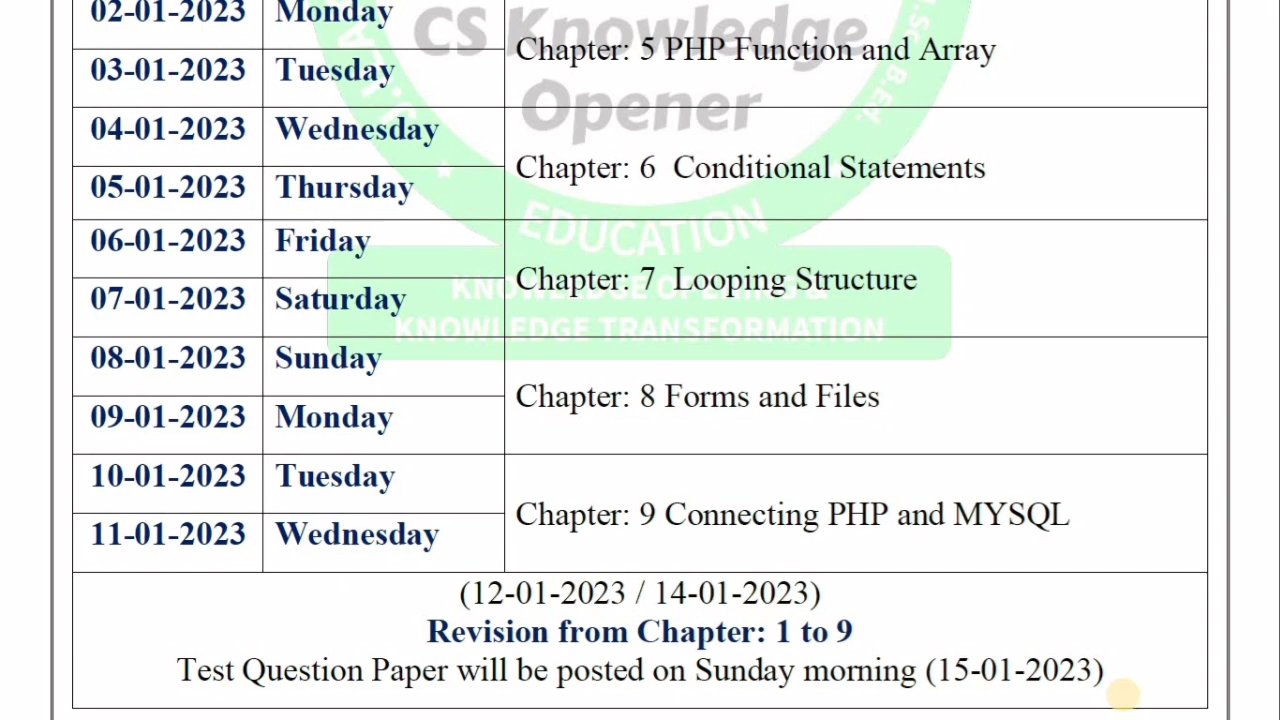 02-01-2023 Monday
Chapter: 5 PHP Function and Array
03-01-2023 Tuesday
04-01-2023 Wednesday
Chapter: 6 Conditional Statements
05-01-2023 Thursday
06-01-2023 Friday
Chapter: 7 Looping Structure
07-01-2023 Saturday
08-01-2023 Sunday
Chapter: 8 Forms and Files
09-01-2023 Monday
10-01-2023 Tuesday
Chapter: 9 Connecting PHP and MYSQL
11-01-2023 Wednesday
(12-01-2023 / 14-01-2023)
Revision from Chapter: 1 to 9
Test Question Paper will be posted on Sunday morning (15-01-2023)
CS Knowledge
Opener
EDUCATION
KNOWLEDGE OPENING &
KNOWLEDGE TRANSFORMATION